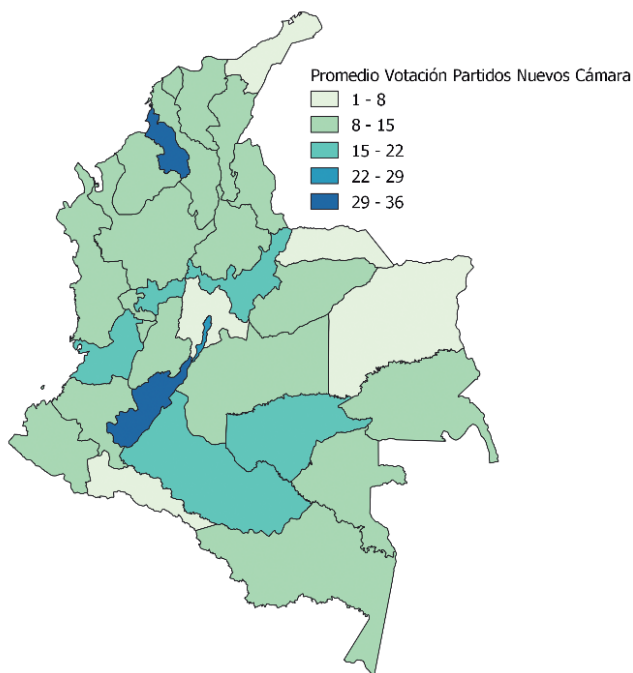 Promedio Votación Partidos Nuevos Cámara
1 - 8
8 - 15
15 - 22
22 - 29
29 - 36